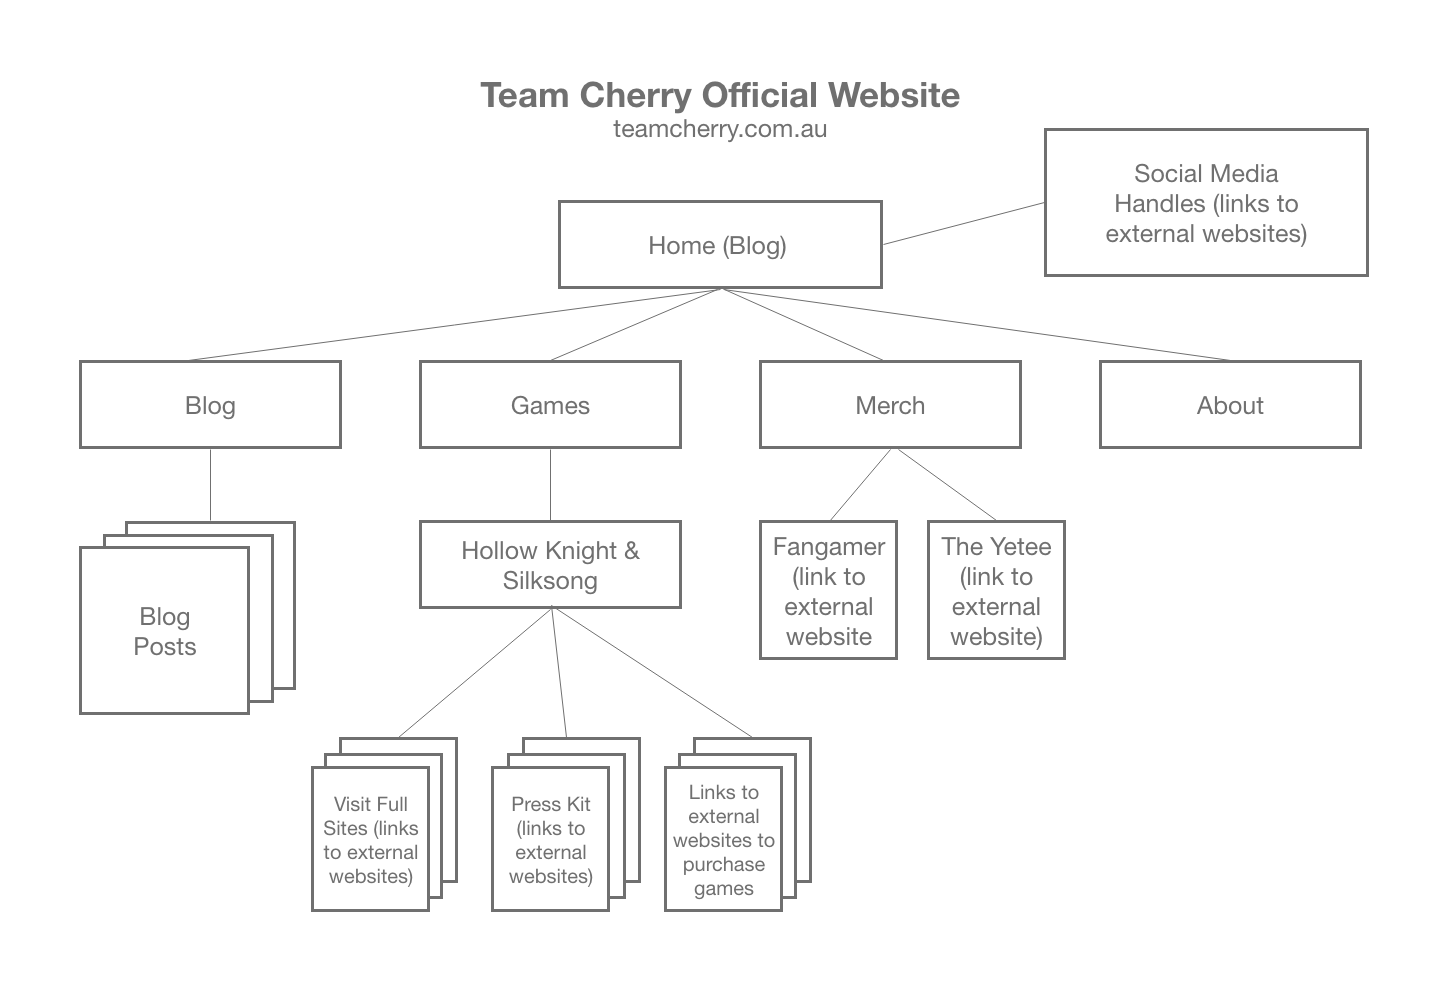 Team Cherry Official Website
teamcherry.com.au
Social Media
Handles (links to
external websites)
Home (Blog)
Blog
Games
Merch
About
Blog
Posts
Hollow Knight &
Silksong
Fangamer
(link to
external
website
The Yetee
(link to
external
website)
Visit Full
Sites (links
to external
websites)
Press Kit
(links to
external
websites)
Links to
external
websites to
purchase
games